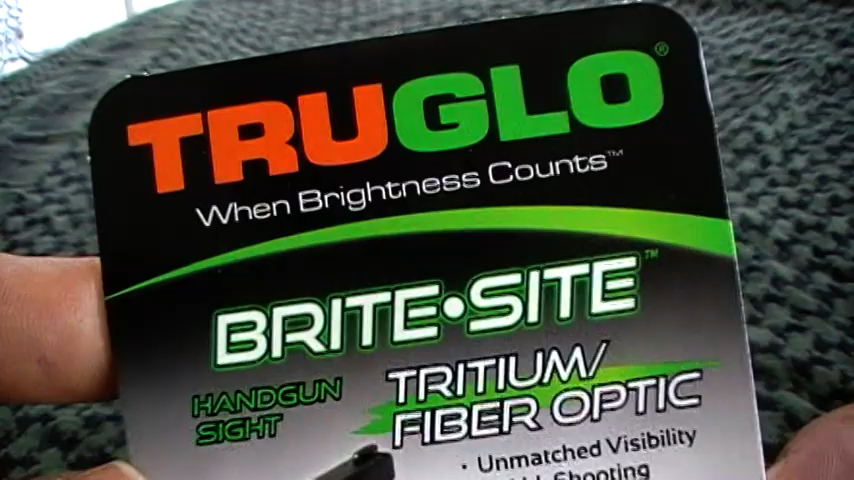 TRUGLO®
When Brightness Counts™
BRITE•SITE™
HANDGUN
SIGHT
TRITIUM/
FIBER OPTIC
• Unmatched Visibility
Shooting